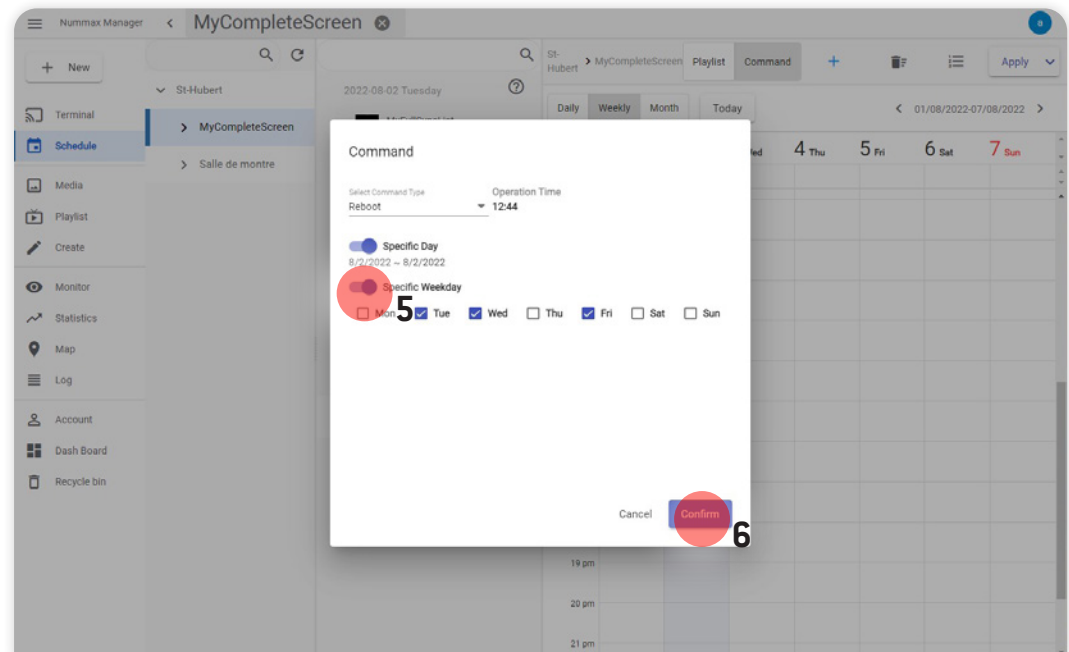 Nummax Manager
MyCompleteScreen
8
New
Terminal
Schedule
Media
Playlist
Create
Monitor
Statistics
Map
Log
Account
Dash Board
Recycle bin
St-Hubert
MyCompleteScreen
Salle de montre
2022-08-02 Tuesday
St-Hubert > MyCompleteScreen
Playlist
Command
Apply
Daily
Weekly
Month
Today
01/08/2022-07/08/2022
4 Thu
5 Fri
6 Sat
7 Sun
Command
Select Command Type
Reboot
Operation Time
12:44
Specific Day
8/2/2022 ~ 8/2/2022
Specific Weekday
5
Mon Tue Wed Thu Fri Sat Sun
Cancel
Confirm
6
19 pm
20 pm
21 pm